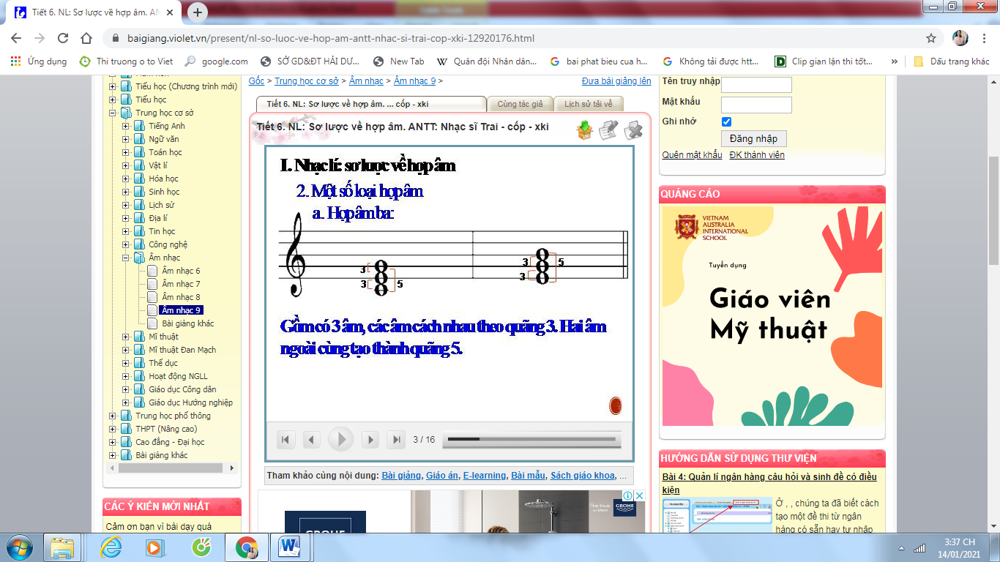 Tiết 6. NL: Sơ lược về hợp âm. ANT
baigiang.violet.vn/present/nl-so-luoc-ve-hop-am-antt-nhac-si-trai-cop-xki-12920176.html
Ứng dụng
Thi truong o to Viet
google.com
SỞ GD&ĐT HẢI DƯ...
New Tab
Quân đội Nhân dân...
bai phat bieu cua h...
Không tải được htt...
Clip gian lận thi tốt...
»
Dấu trang khác
Tiểu học (Chương trình mới)
Tiểu học
Trung học cơ sở
Tiếng Anh
Ngữ văn
Toán học
Vật lí
Hóa học
Sinh học
Lịch sử
Địa lí
Tin học
Công nghệ
Âm nhạc
Âm nhạc 6
Âm nhạc 7
Âm nhạc 8
Âm nhạc 9
Bài giảng khác
Mĩ thuật
Mĩ thuật Đan Mạch
Thể dục
Hoạt động NGLL
Giáo dục Công dân
Giáo dục Hướng nghiệp
Trung học phổ thông
THPT (Nâng cao)
Cao đẳng - Đại học
Bài giảng khác
CÁC Ý KIẾN MỚI NHẤT
Cảm ơn bạn vì bài dạy quá
Gốc > Trung học cơ sở > Âm nhạc > Âm nhạc 9 >
Đưa bài giảng lên
Tiết 6. NL: Sơ lược về hợp âm. ... cốp - xki
Cùng tác giả
Lịch sử tải về
Tiết 6. NL: Sơ lược về hợp âm. ANTT: Nhạc sĩ Trai - cốp - xki
I. Nhạc lí: sơ lược về hợp âm
2. Một số loại hợp âm
a. Hợp âm ba:
3 3 5
3 3 5
Gồm có 3 âm, các âm cách nhau theo quãng 3. Hai âm
ngoài cùng tạo thành quãng 5.
3 / 16
Tham khảo cùng nội dung: Bài giảng, Giáo án, E-learning, Bài mẫu, Sách giáo khoa, ...
GROHE
GROHE
Tên truy nhập
Mật khẩu
Ghi nhớ
Đăng nhập
Quên mật khẩu ĐK thành viên
QUẢNG CÁO
VIETNAM
AUSTRALIA
INTERNATIONAL
SCHOOL
Tuyển dụng
Giáo viên
Mỹ thuật
HƯỚNG DẪN SỬ DỤNG THƯ VIỆN
Bài 4: Quản lí ngân hàng câu hỏi và sinh đề có điều
kiện
Ở , , chúng ta đã biết cách
tạo một đề thi từ ngân
hàng có sẵn hay tự nhập
3:37 CH
14/01/2021